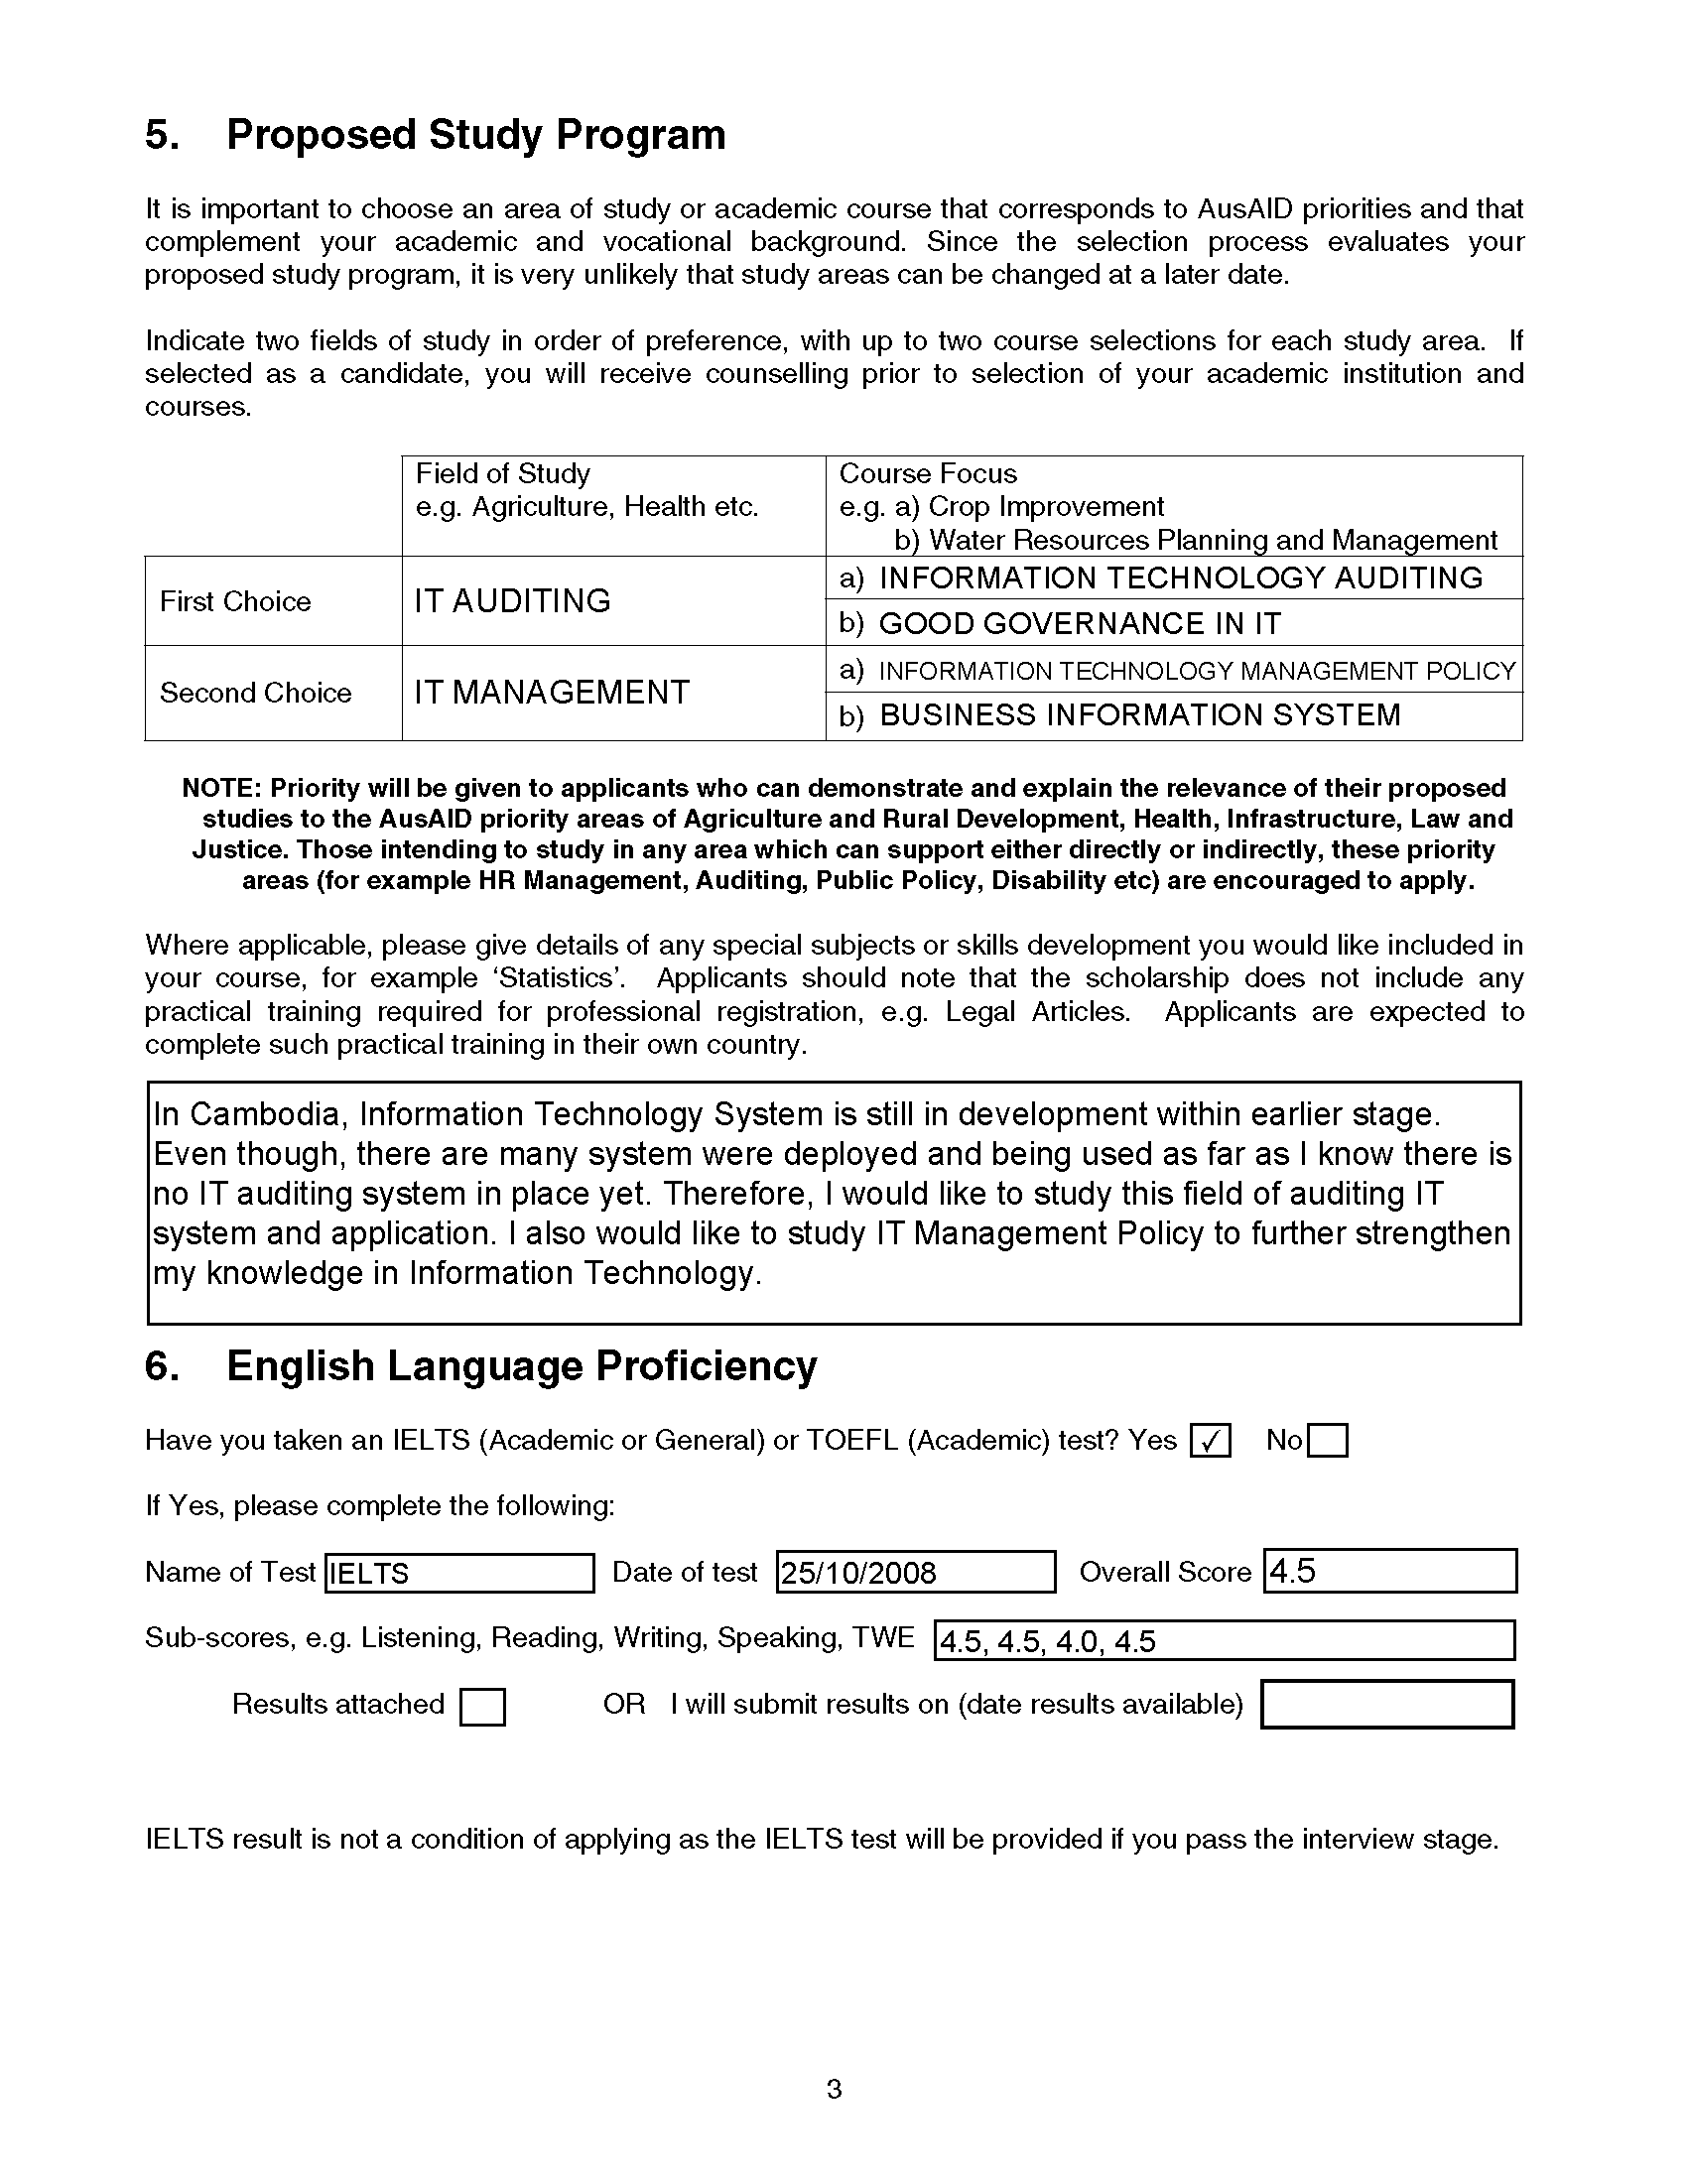 5. Proposed Study Program
It is important to choose an area of study or academic course that corresponds to AusAID priorities and that
complement your academic and vocational background. Since the selection process evaluates your
proposed study program, it is very unlikely that study areas can be changed at a later date.
Indicate two fields of study in order of preference, with up to two course selections for each study area. If
selected as a candidate, you will receive counselling prior to selection of your academic institution and
courses.
Field of Study
e.g. Agriculture, Health etc.
Course Focus
e.g. a) Crop Improvement
b) Water Resources Planning and Management
First Choice
IT AUDITING
a) INFORMATION TECHNOLOGY AUDITING
b) GOOD GOVERNANCE IN IT
Second Choice
IT MANAGEMENT
a) INFORMATION TECHNOLOGY MANAGEMENT POLICY
b) BUSINESS INFORMATION SYSTEM
NOTE: Priority will be given to applicants who can demonstrate and explain the relevance of their proposed
studies to the AusAID priority areas of Agriculture and Rural Development, Health, Infrastructure, Law and
Justice. Those intending to study in any area which can support either directly or indirectly, these priority
areas (for example HR Management, Auditing, Public Policy, Disability etc) are encouraged to apply.
Where applicable, please give details of any special subjects or skills development you would like included in
your course, for example ‘Statistics’. Applicants should note that the scholarship does not include any
practical training required for professional registration, e.g. Legal Articles. Applicants are expected to
complete such practical training in their own country.
In Cambodia, Information Technology System is still in development within earlier stage.
Even though, there are many system were deployed and being used as far as I know there is
no IT auditing system in place yet. Therefore, I would like to study this field of auditing IT
system and application. I also would like to study IT Management Policy to further strengthen
my knowledge in Information Technology.
6. English Language Proficiency
Have you taken an IELTS (Academic or General) or TOEFL (Academic) test? Yes ✓ No
If Yes, please complete the following:
Name of Test IELTS Date of test 25/10/2008 Overall Score 4.5
Sub-scores, e.g. Listening, Reading, Writing, Speaking, TWE 4.5, 4.5, 4.0, 4.5
Results attached OR I will submit results on (date results available)
IELTS result is not a condition of applying as the IELTS test will be provided if you pass the interview stage.
3